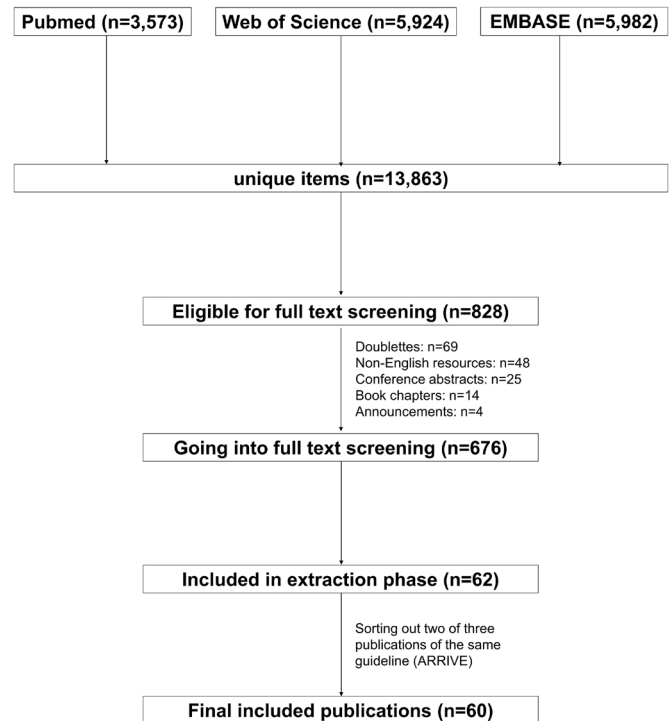 Pubmed (n=3,573)
Web of Science (n=5,924)
EMBASE (n=5,982)
unique items (n=13,863)
Eligible for full text screening (n=828)
Doublettes: n=69
Non-English resources: n=48
Conference abstracts: n=25
Book chapters: n=14
Announcements: n=4
Going into full text screening (n=676)
Included in extraction phase (n=62)
Sorting out two of three
publications of the same
guideline (ARRIVE)
Final included publications (n=60)